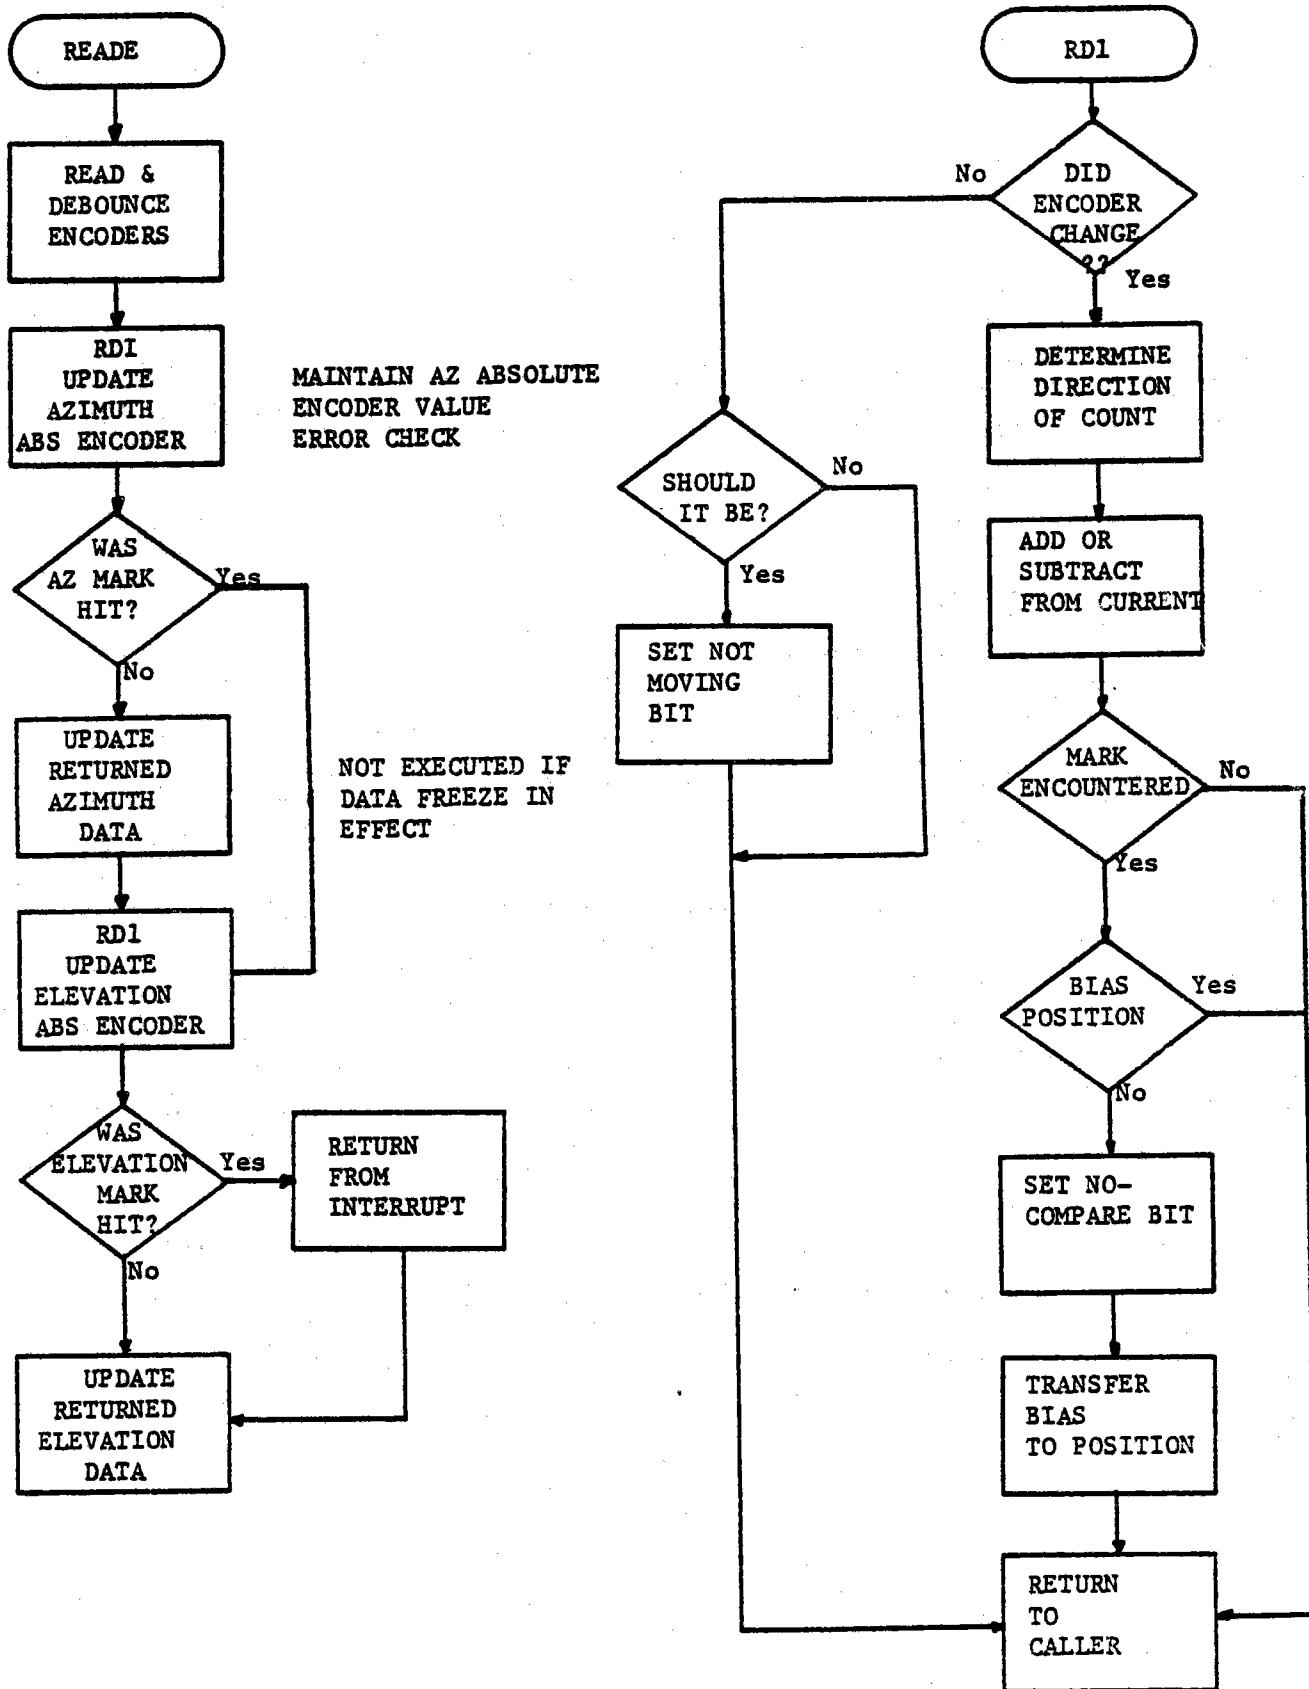 READE
READ &
DEBOUNCE
ENCODERS
RDI
UPDATE
AZIMUTH
ABS ENCODER
MAINTAIN AZ ABSOLUTE
ENCODER VALUE
ERROR CHECK
WAS
AZ MARK
HIT?
Yes
No
UPDATE
RETURNED
AZIMUTH
DATA
NOT EXECUTED IF
DATA FREEZE IN
EFFECT
RD1
UPDATE
ELEVATION
ABS ENCODER
WAS
ELEVATION
MARK
HIT?
Yes
No
RETURN
FROM
INTERRUPT
UPDATE
RETURNED
ELEVATION
DATA
RD1
DID
ENCODER
CHANGE
??
No
Yes
SHOULD
IT BE?
No
Yes
SET NOT
MOVING
BIT
DETERMINE
DIRECTION
OF COUNT
ADD OR
SUBTRACT
FROM CURRENT
MARK
ENCOUNTERED
No
Yes
BIAS
POSITION
Yes
No
SET NO-
COMPARE BIT
TRANSFER
BIAS
TO POSITION
RETURN
TO
CALLER